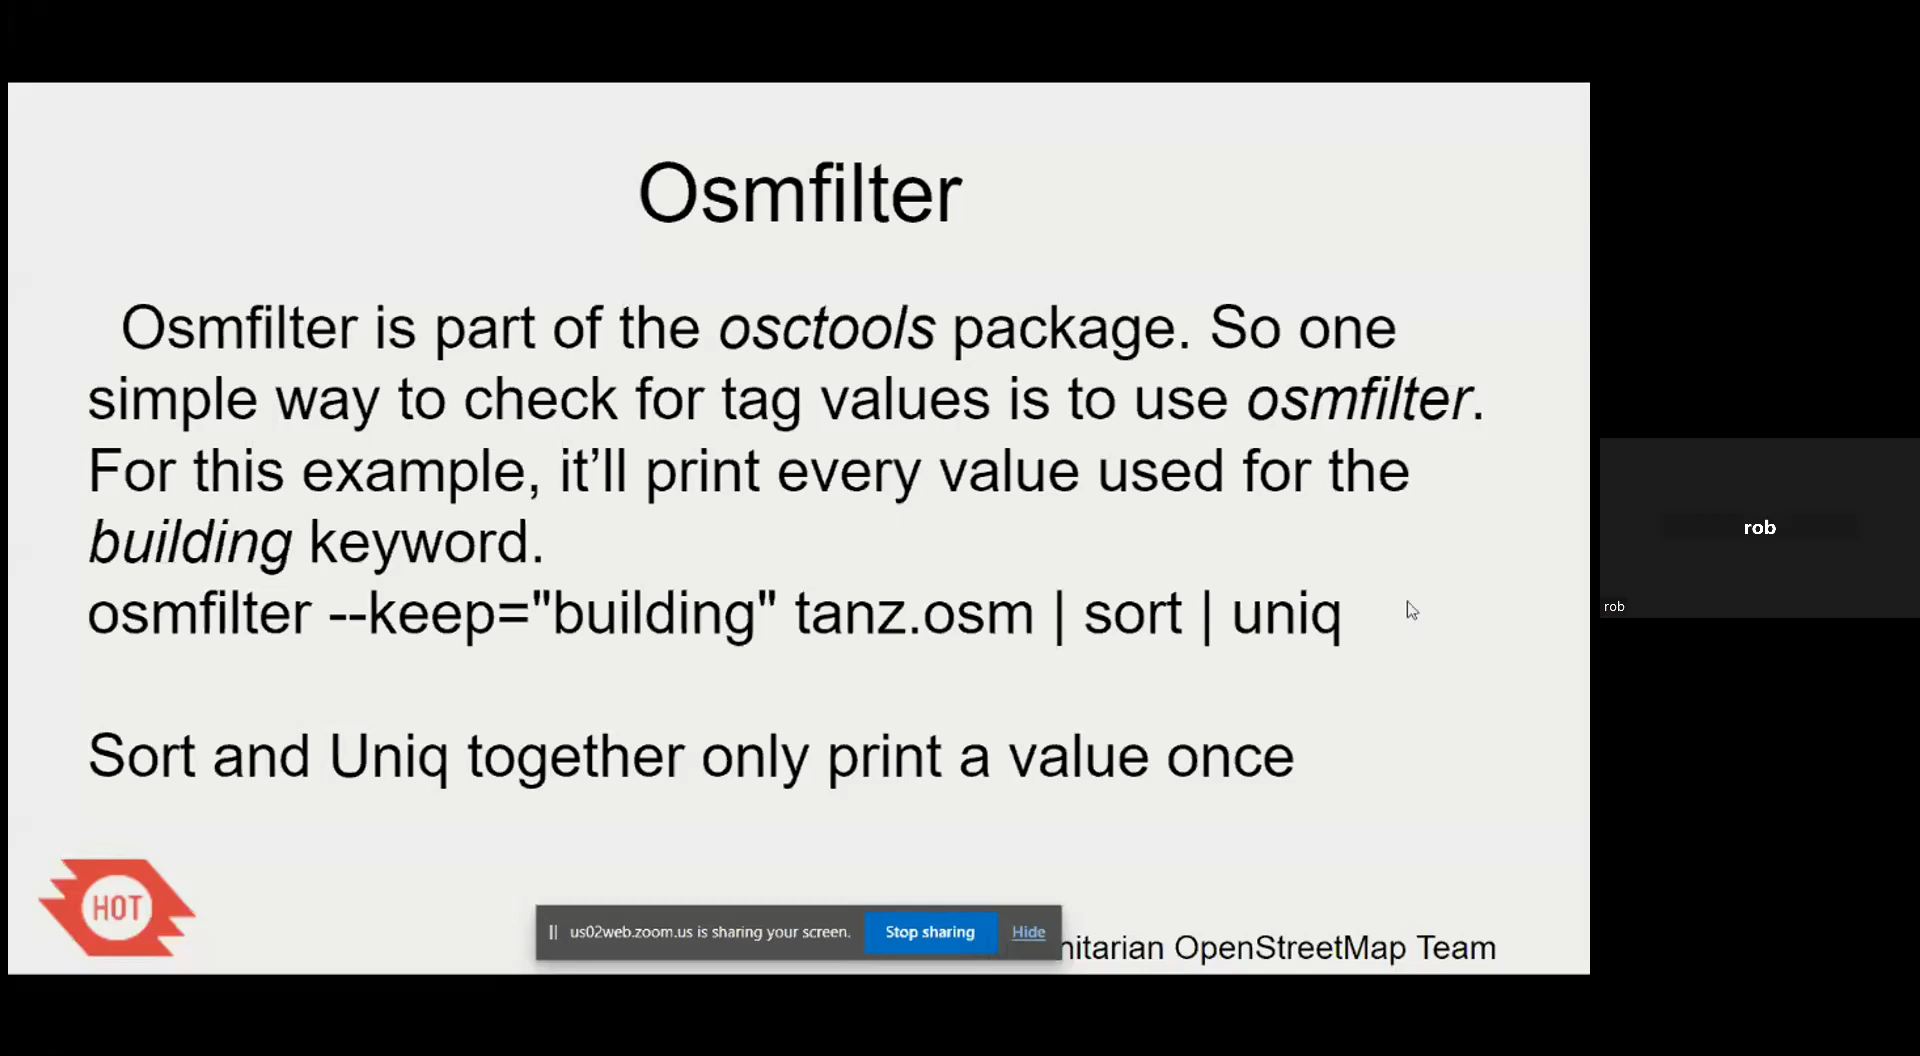 Osmfilter
Osmfilter is part of the osctools package. So one
simple way to check for tag values is to use osmfilter.
For this example, it’ll print every value used for the
building keyword.
osmfilter --keep="building" tanz.osm | sort | uniq
Sort and Uniq together only print a value once
rob
rob
HOT
us02web.zoom.us is sharing your screen. Stop sharing Hide
OpenStreetMap Team